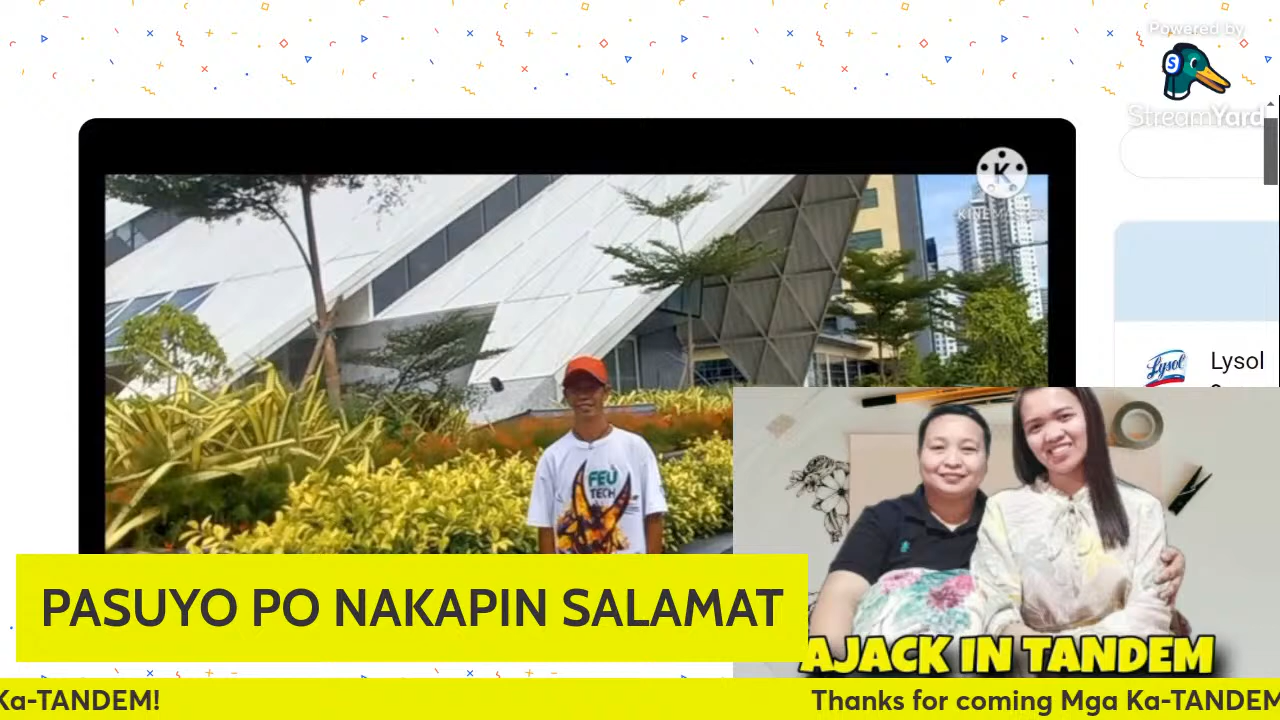 Powered by
StreamYard
KINEMASTER
Lysol
FEU
TECH
PASUYO PO NAKAPIN SALAMAT
AJACK IN TANDEM
Ka-TANDEM!
Thanks for coming Mga Ka-TANDEM